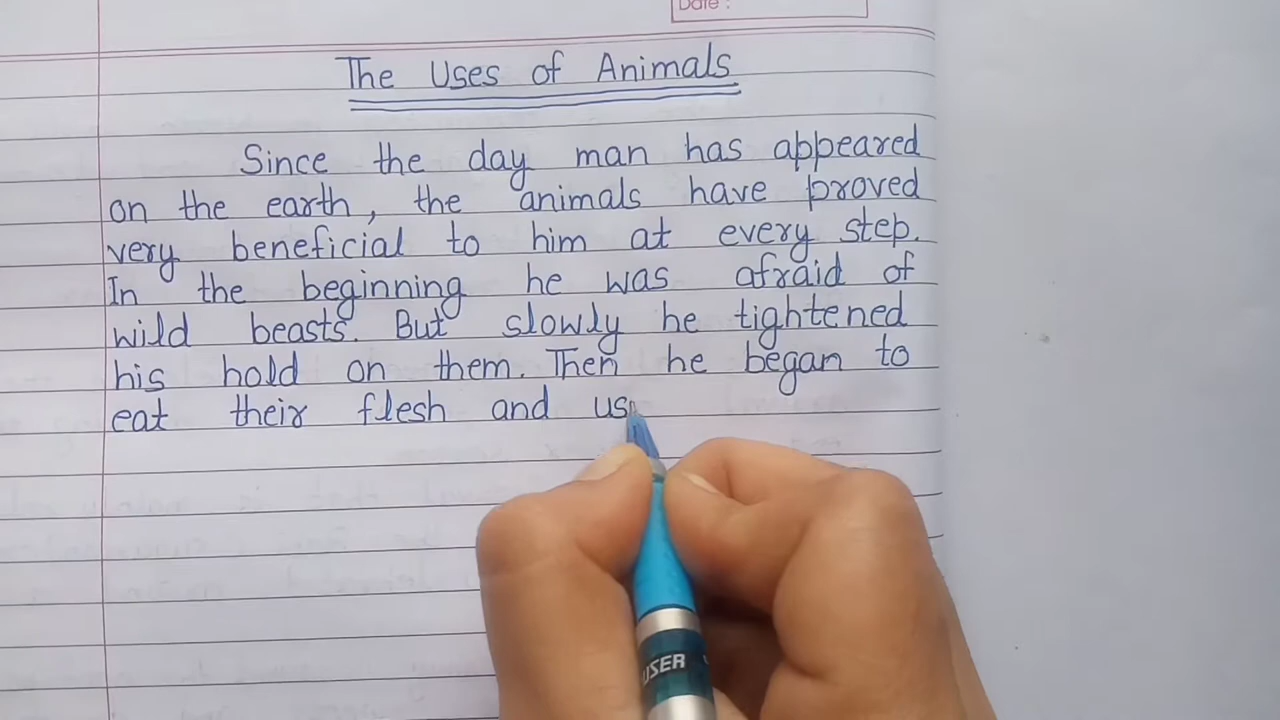 Date :
The Uses of Animals
Since the day man has appeared
on the earth, the animals have proved
very beneficial to him at every step.
In the beginning he was afraid of
wild beasts. But slowly he tightened
his hold on them. Then he began to
eat their flesh and us
USER